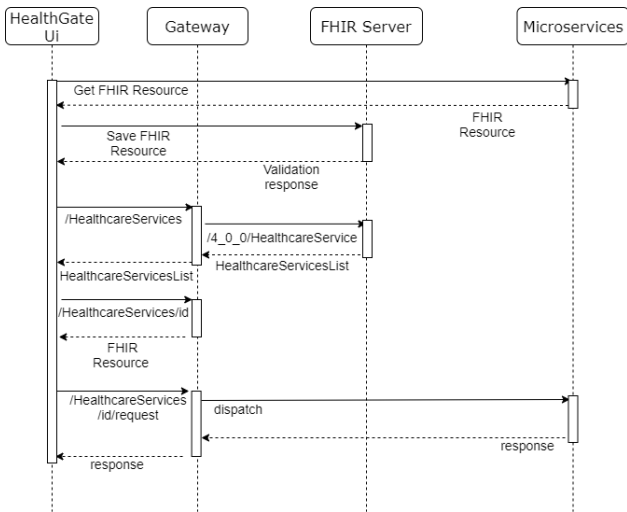 HealthGate
Ui
Gateway
FHIR Server
Microservices
Get FHIR Resource
FHIR
Resource
Save FHIR
Resource
Validation
response
/HealthcareServices
/4_0_0/HealthcareService
HealthcareServicesList
HealthcareServicesList
/HealthcareServices/id
FHIR
Resource
/HealthcareServices
/id/request
dispatch
response
response